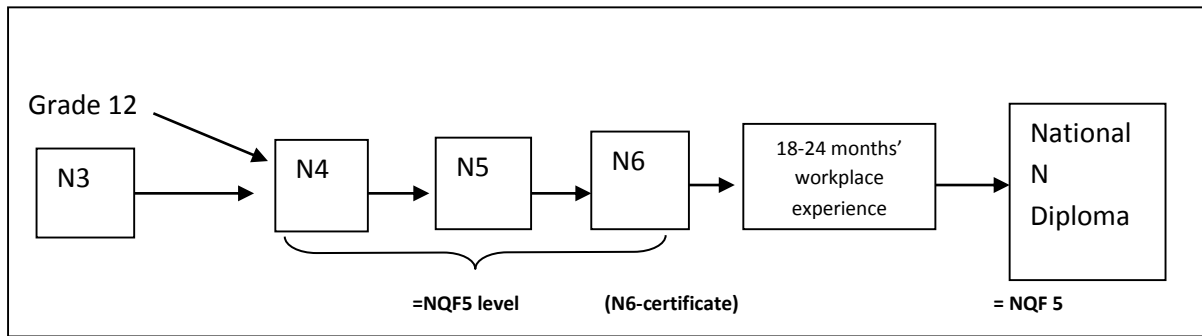 Grade 12
N3
N4
N5
N6
18-24 months’
workplace
experience
National
N
Diploma
=NQF5 level
(N6-certificate)
= NQF 5